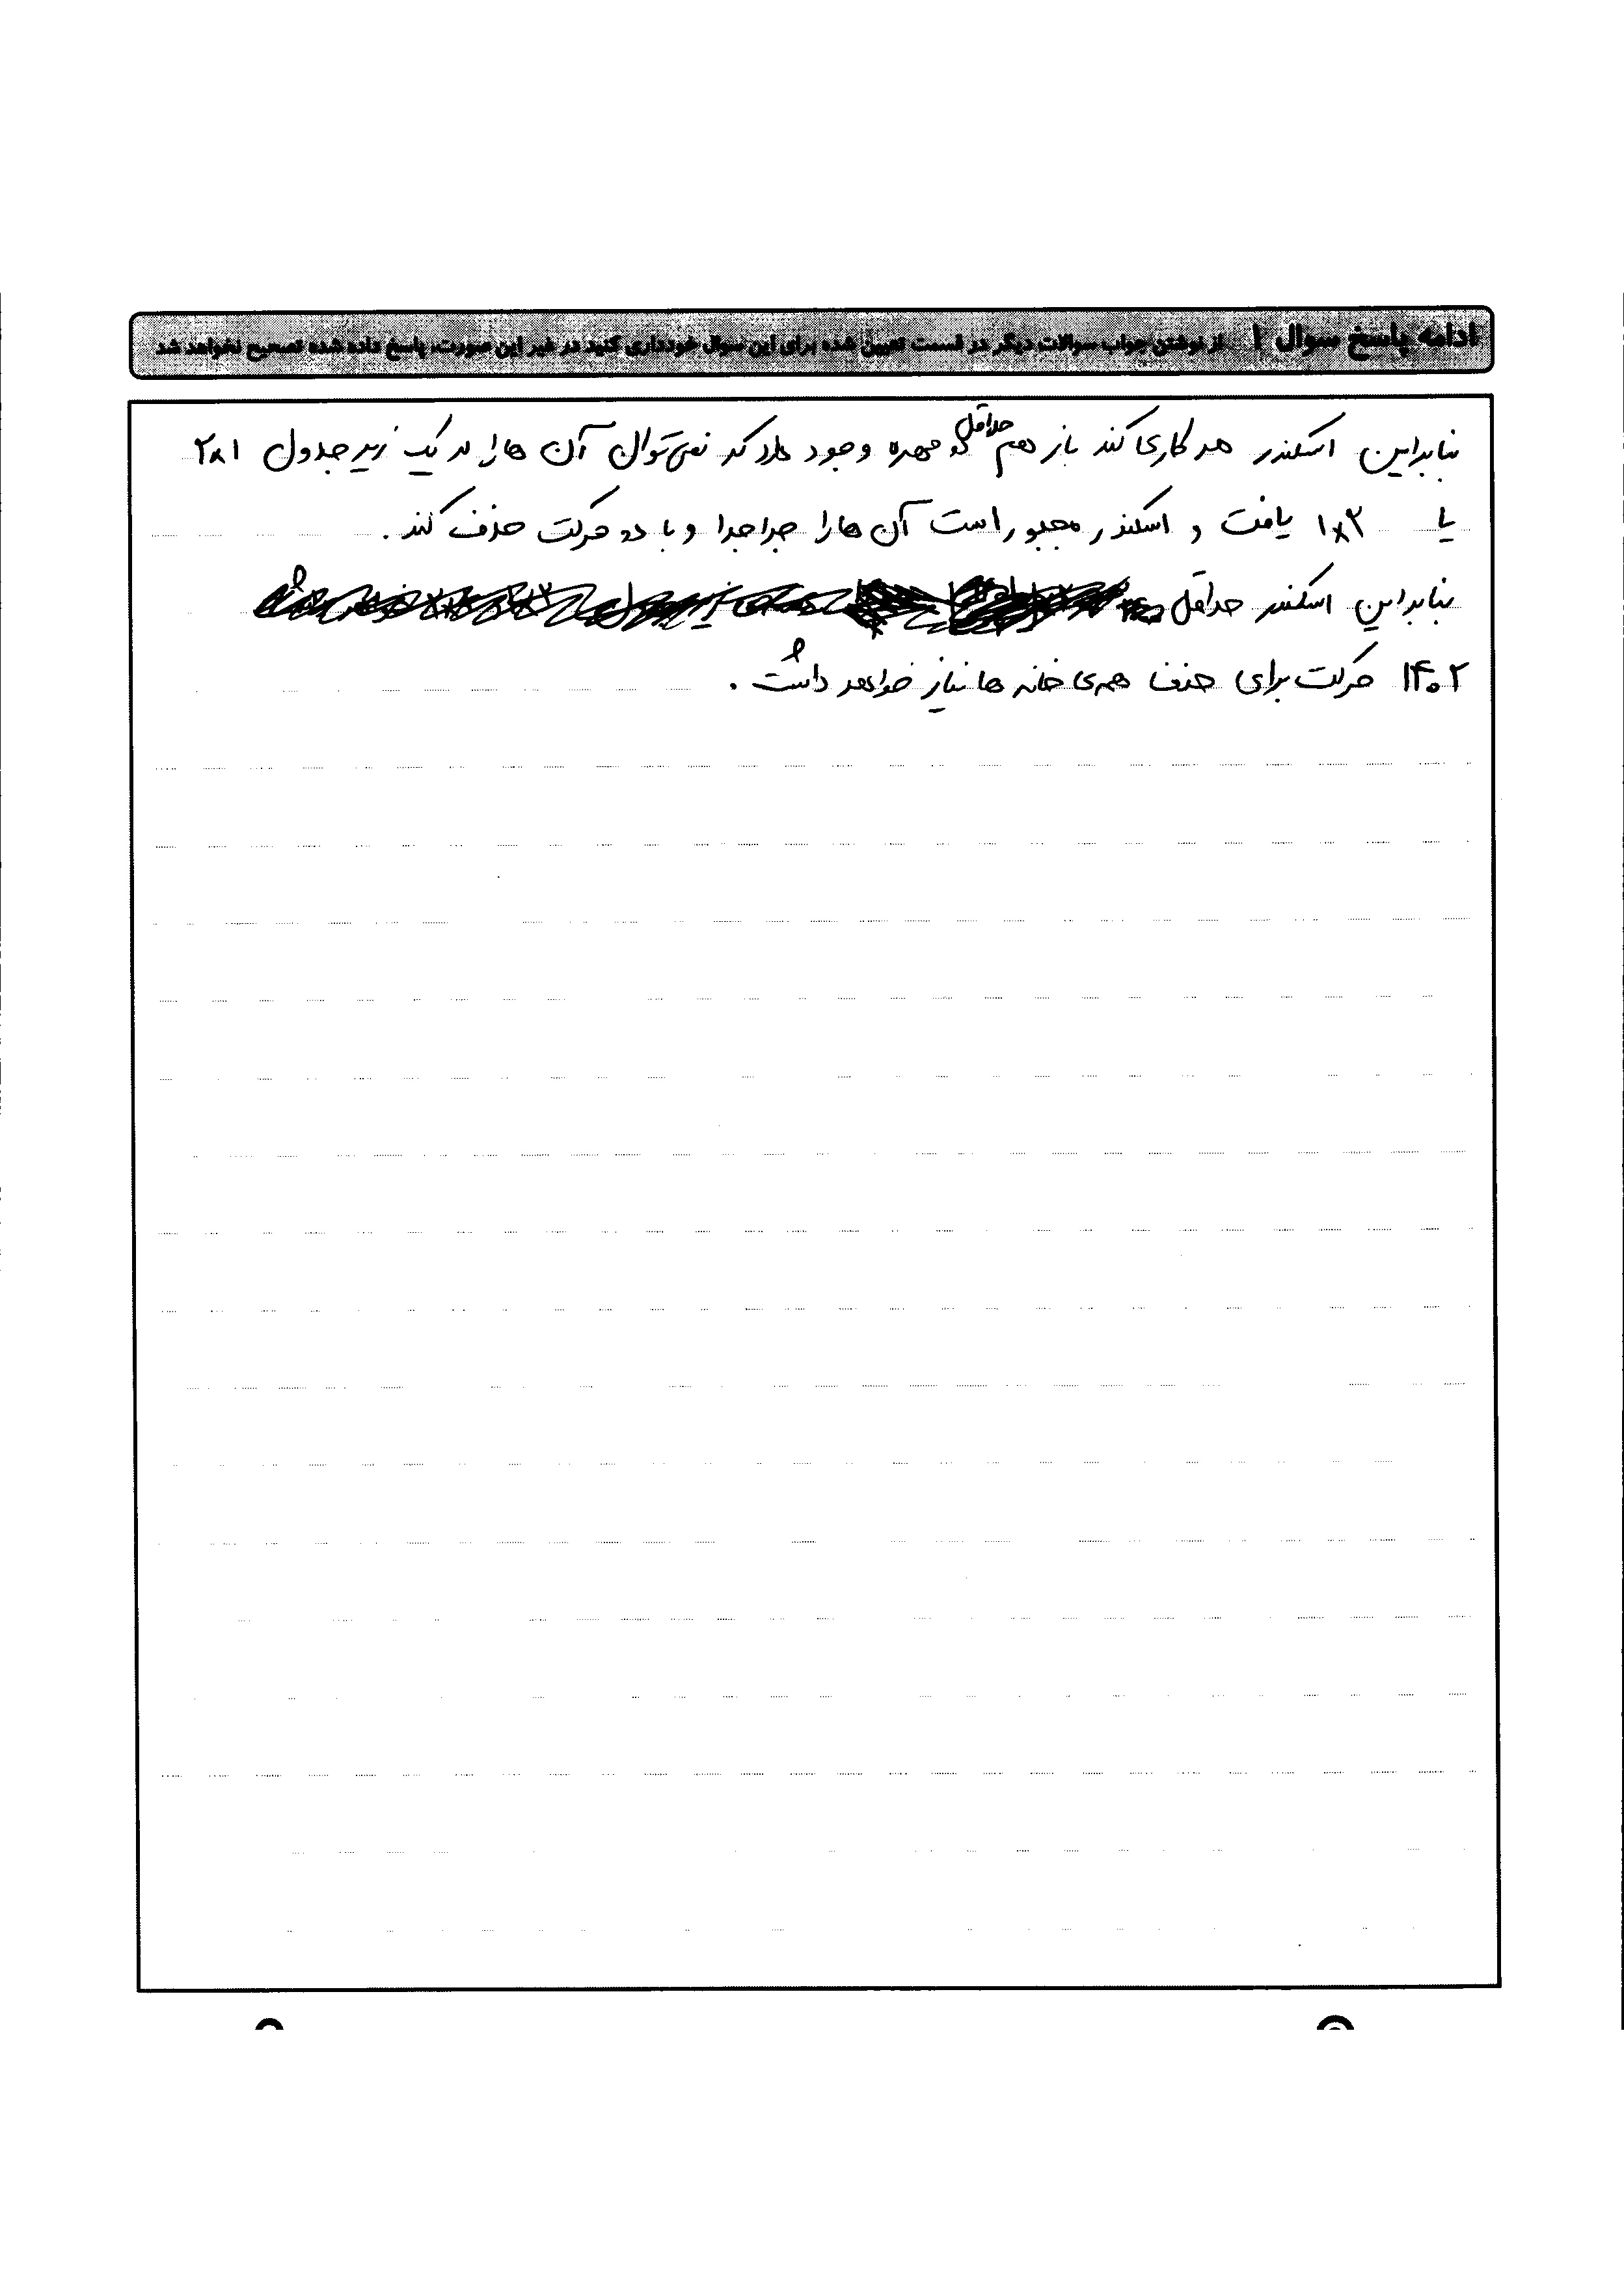 ادامه پاسخ سوال ۱ از نوشتن جواب سوالات دیگر در قسمت تعیین شده برای این سوال خودداری کنید در غیر این صورت، پاسخ داده شده تصحیح نخواهد شد
بنابراین اسکندر هر کاری کند باز هم حداقل دو مهره وجود دارد که نمی‌توان آن ها را در یک زیر جدول ۲×۱
یا ۱×۲ یافت و اسکندر مجبور است آن ها را جدا جدا و با دو حرکت حذف کند.
بنابراین اسکندر حداقل
۱۴۰۲ حرکت برای حذف همه‌ی خانه ها نیاز خواهد داشت.